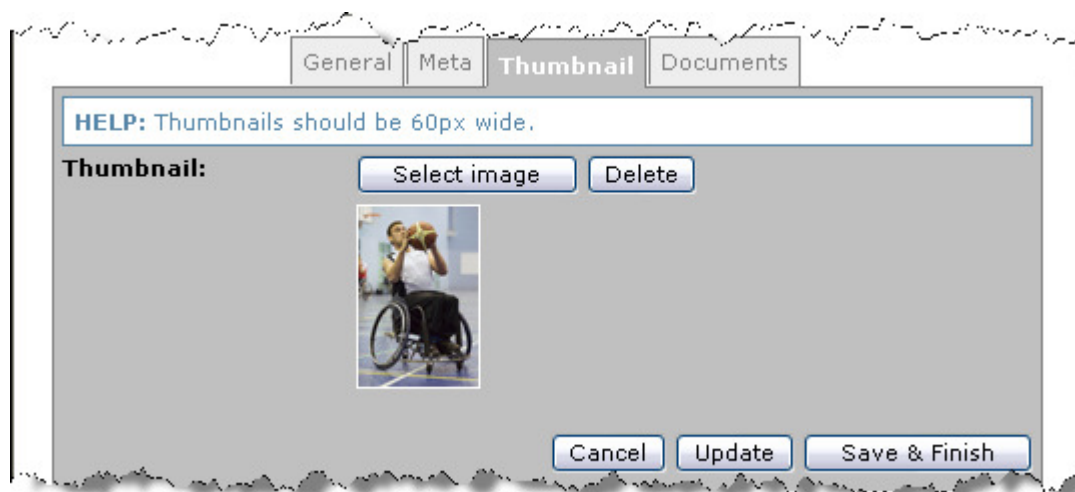 General Meta Thumbnail Documents
HELP: Thumbnails should be 60px wide.
Thumbnail: Select image Delete
Cancel Update Save & Finish